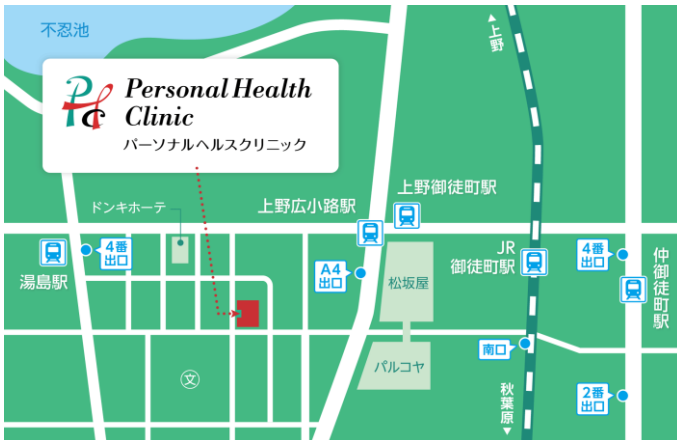 不忍池
▲上野
PHc
Personal Health
Clinic
パーソナルヘルスクリニック
ドンキホーテ
上野広小路駅
上野御徒町駅
4番
出口
湯島駅
A4
出口
松坂屋
JR
御徒町駅
4番
出口
仲御徒町駅
南口
パルコヤ
文
秋葉原▼
2番
出口